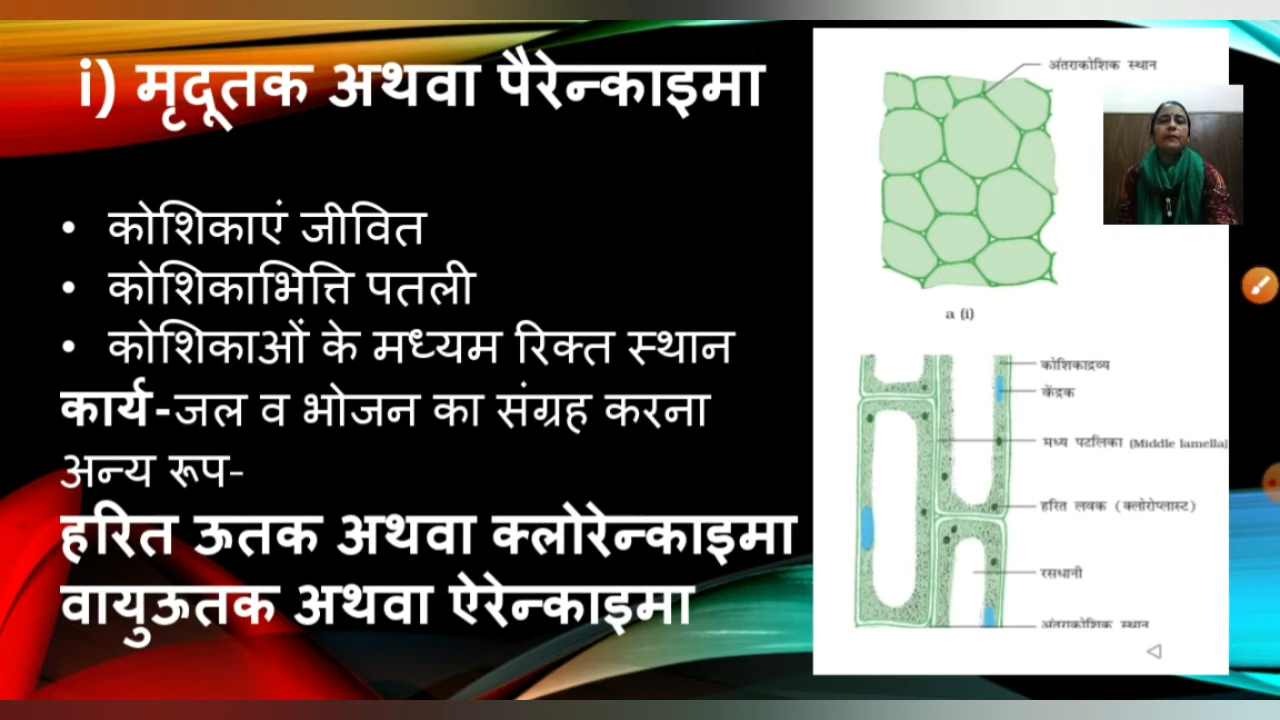 i) मृदूतक अथवा पैरेन्काइमा
• कोशिकाएं जीवित
• कोशिकाभित्ति पतली
• कोशिकाओं के मध्यम रिक्त स्थान
कार्य-जल व भोजन का संग्रह करना
अन्य रूप-
हरित ऊतक अथवा क्लोरेन्काइमा
वायुऊतक अथवा ऐरेन्काइमा
अंतराकोशिक स्थान
a (i)
कोशिकाद्रव्य
केंद्रक
मध्य पटलिका (Middle lamella)
हरित लवक (क्लोरोप्लास्ट)
रसधानी
अंतराकोशिक स्थान